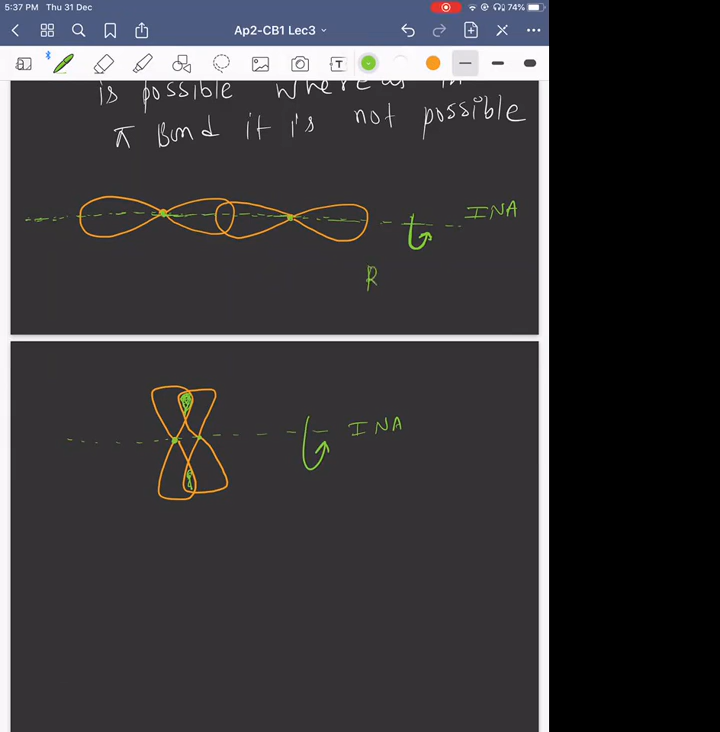 5:37 PM Thu 31 Dec
74%
Ap2-CB1 Lec3
T
is possible whereas in
π Bond it is not possible
INA
R
INA